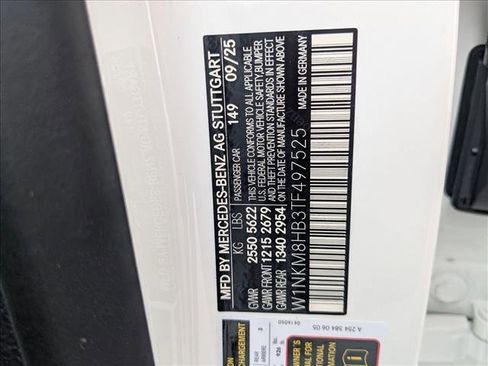 MFD BY MERCEDES-BENZ AG STUTTGART
149 09/25
KG LBS PASSENGER CAR
GVWR 2550 5622
GAWR FRONT 1215 2679
GAWR REAR 1340 2954
THIS VEHICLE CONFORMS TO ALL APPLICABLE
U.S. FEDERAL MOTOR VEHICLE SAFETY, BUMPER
AND THEFT PREVENTION STANDARDS IN EFFECT
ON THE DATE OF MANUFACTURE SHOWN ABOVE
W1NKM8HB3TF497525
MADE IN GERMANY
A 254 584 06 05
REAR
OWNER'S